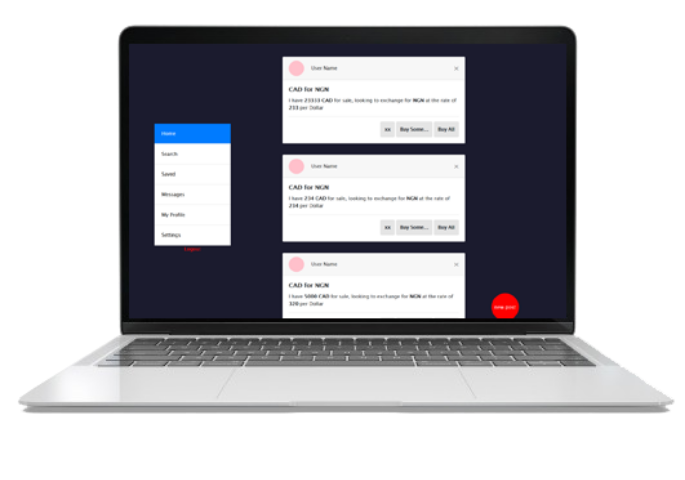 Home
Search
Saved
Messages
My Profile
Settings
User Name
×
CAD for NGN
I have 23333 CAD for sale, looking to exchange for NGN at the rate of
233 per Dollar
xo Buy Some... Buy All
User Name
×
CAD for NGN
I have 234 CAD for sale, looking to exchange for NGN at the rate of
234 per Dollar
xo Buy Some... Buy All
User Name
×
CAD for NGN
I have 5000 CAD for sale, looking to exchange for NGN at the rate of
320 per Dollar
new post